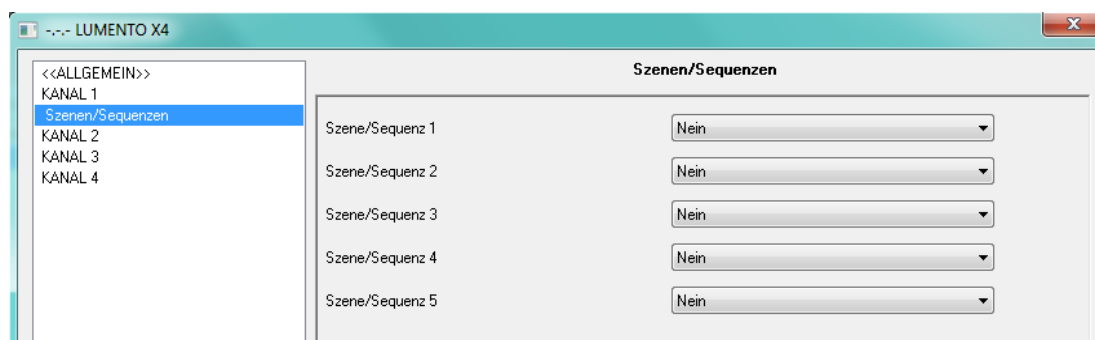 -.-.- LUMENTO X4
X
<<ALLGEMEIN>>
KANAL 1
Szenen/Sequenzen
KANAL 2
KANAL 3
KANAL 4
Szenen/Sequenzen
Szene/Sequenz 1 Nein
Szene/Sequenz 2 Nein
Szene/Sequenz 3 Nein
Szene/Sequenz 4 Nein
Szene/Sequenz 5 Nein